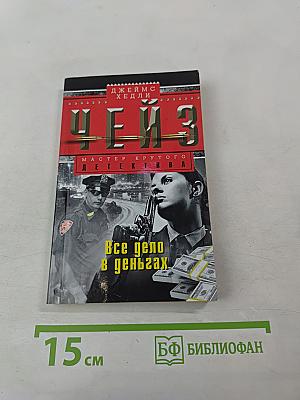 ДЖЕЙМС
ХЕДЛИ
ЧЕЙЗ
МАСТЕР КРУТОГО
ДЕТЕКТИВА
Все дело
в деньгах
15 см
БФ БИБЛИОФАН